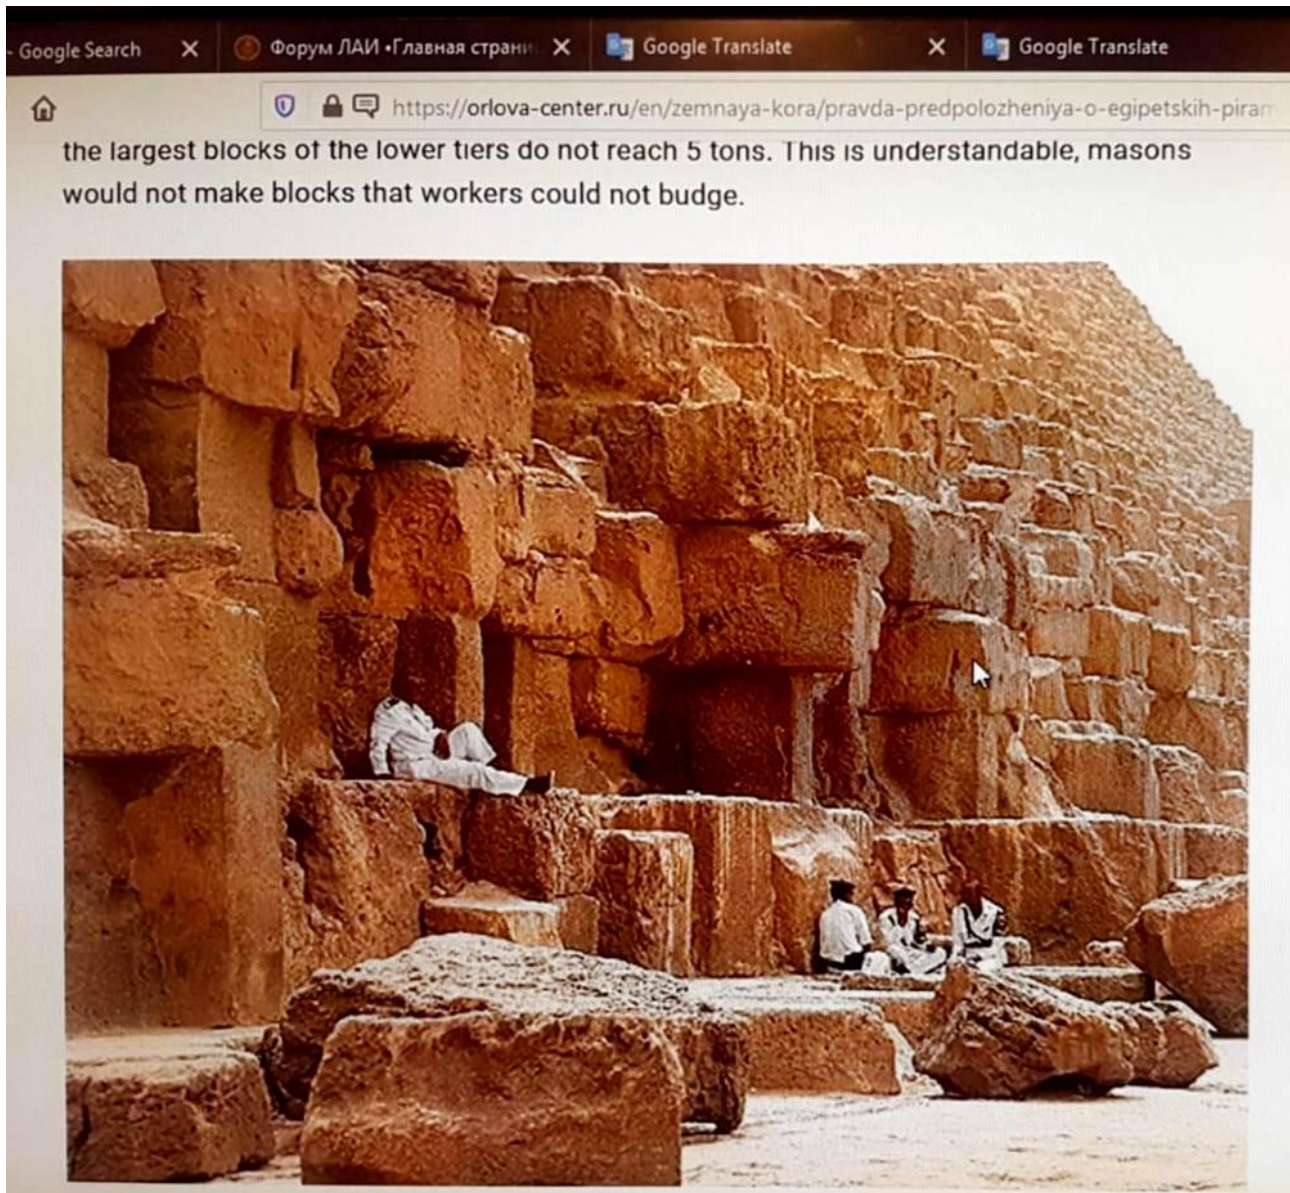 - Google Search
Форум ЛАИ •Главная страни
Google Translate
Google Translate
https://orlova-center.ru/en/zemnaya-kora/pravda-predpolozheniya-o-egipetskih-piram
the largest blocks of the lower tiers do not reach 5 tons. This is understandable, masons
would not make blocks that workers could not budge.